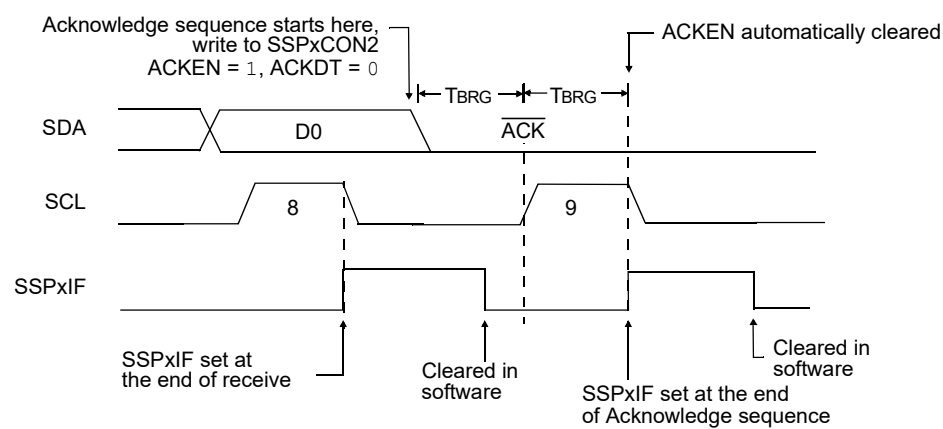 Acknowledge sequence starts here,
write to SSPxCON2
ACKEN = 1, ACKDT = 0
ACKEN automatically cleared
TBRG
TBRG
SDA
D0
ACK
SCL
8
9
SSPxIF
SSPxIF set at
the end of receive
Cleared in
software
SSPxIF set at the end
of Acknowledge sequence
Cleared in
software